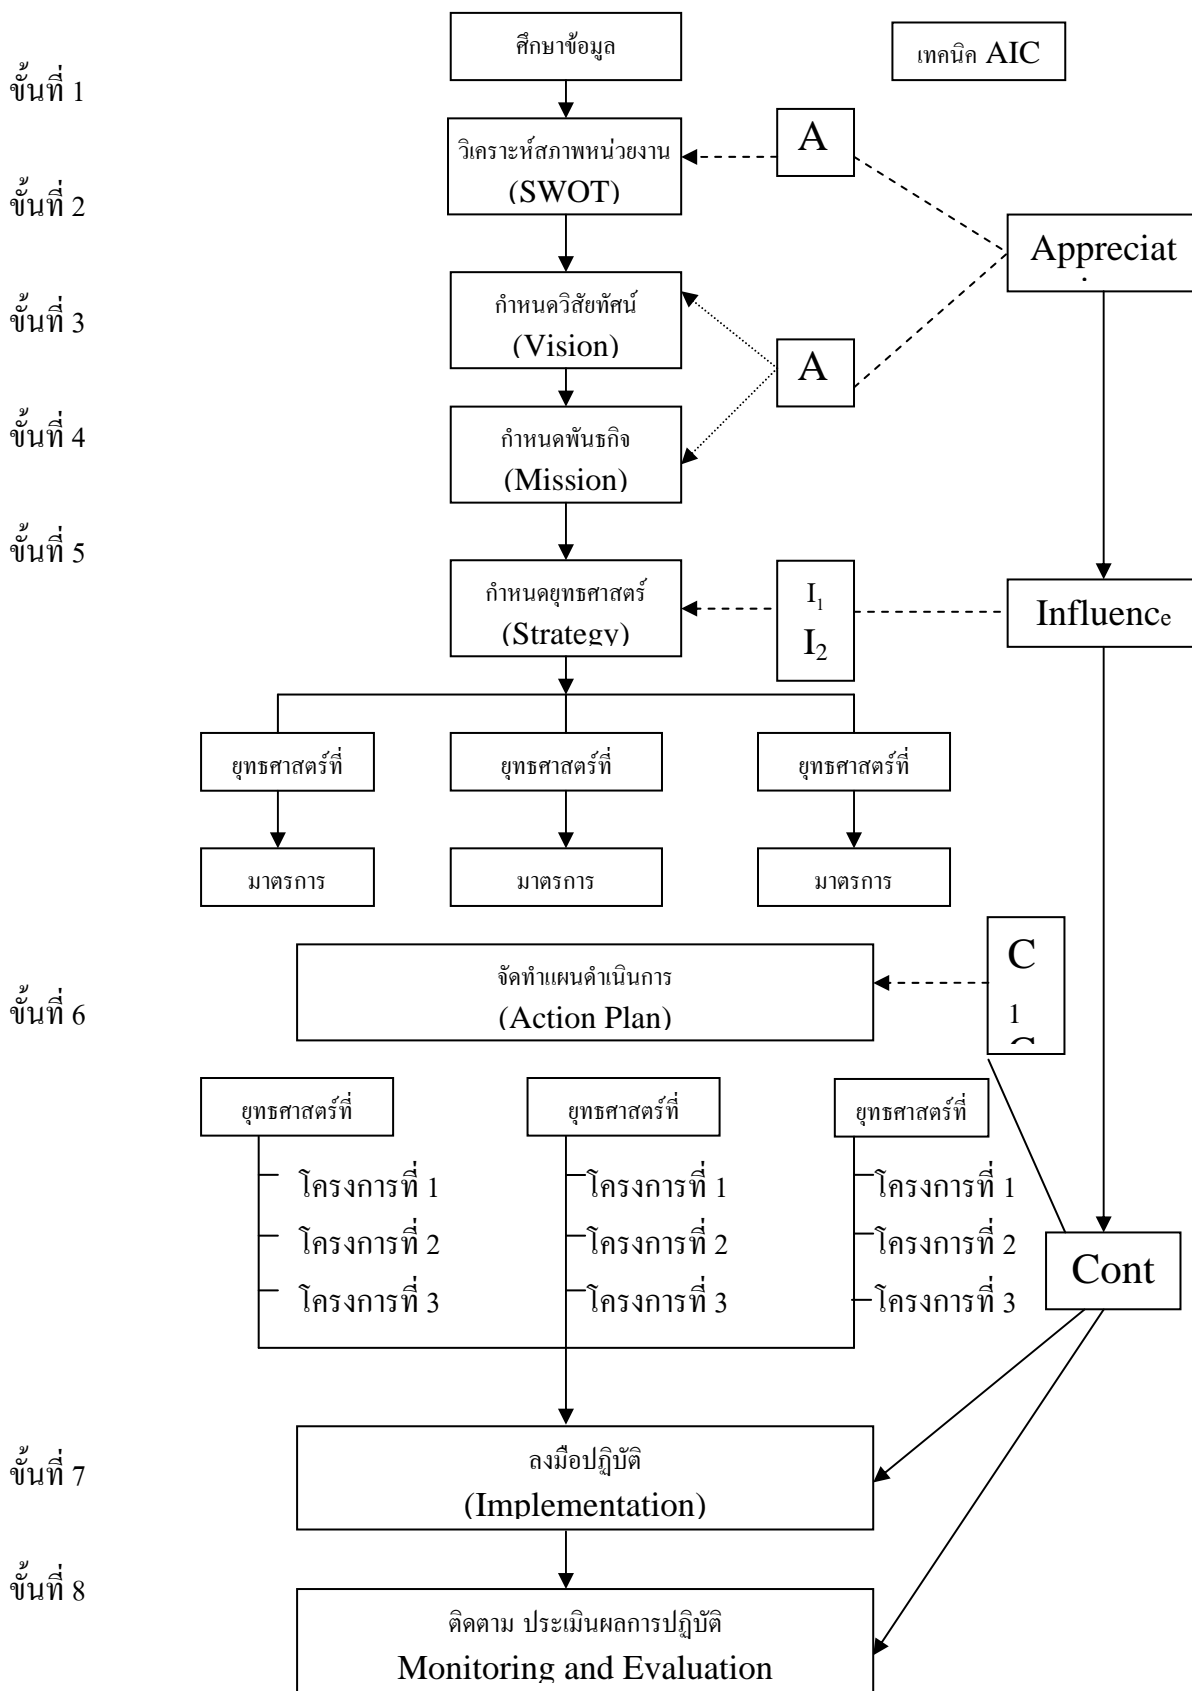 ศึกษาข้อมูล
เทคนิค AIC
ขั้นที่ 1
วิเคราะห์สภาพหน่วยงาน
(SWOT)
A
ขั้นที่ 2
Appreciat
ขั้นที่ 3
กำหนดวิสัยทัศน์
(Vision)
A
ขั้นที่ 4
กำหนดพันธกิจ
(Mission)
ขั้นที่ 5
กำหนดยุทธศาสตร์
(Strategy)
I1
I2
Influence
ยุทธศาสตร์ที่
ยุทธศาสตร์ที่
ยุทธศาสตร์ที่
มาตรการ
มาตรการ
มาตรการ
ขั้นที่ 6
จัดทำแผนดำเนินการ
(Action Plan)
C
1
ยุทธศาสตร์ที่
ยุทธศาสตร์ที่
ยุทธศาสตร์ที่
โครงการที่ 1
โครงการที่ 1
โครงการที่ 1
โครงการที่ 2
โครงการที่ 2
โครงการที่ 2
โครงการที่ 3
โครงการที่ 3
โครงการที่ 3
Cont
ขั้นที่ 7
ลงมือปฏิบัติ
(Implementation)
ขั้นที่ 8
ติดตาม ประเมินผลการปฏิบัติ
Monitoring and Evaluation